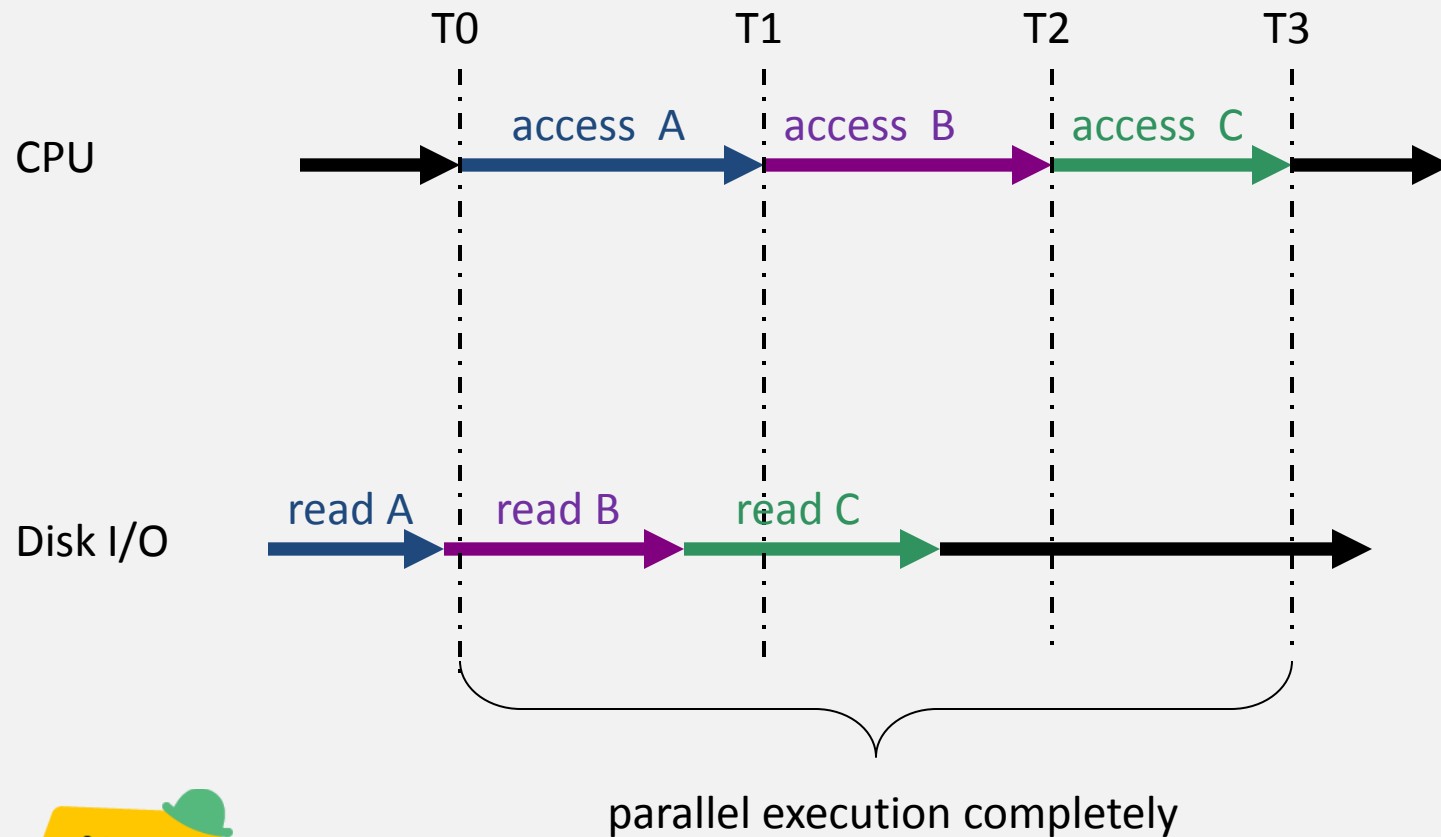 T0 T1 T2 T3
access A access B access C
CPU
read A read B read C
Disk I/O
parallel execution completely